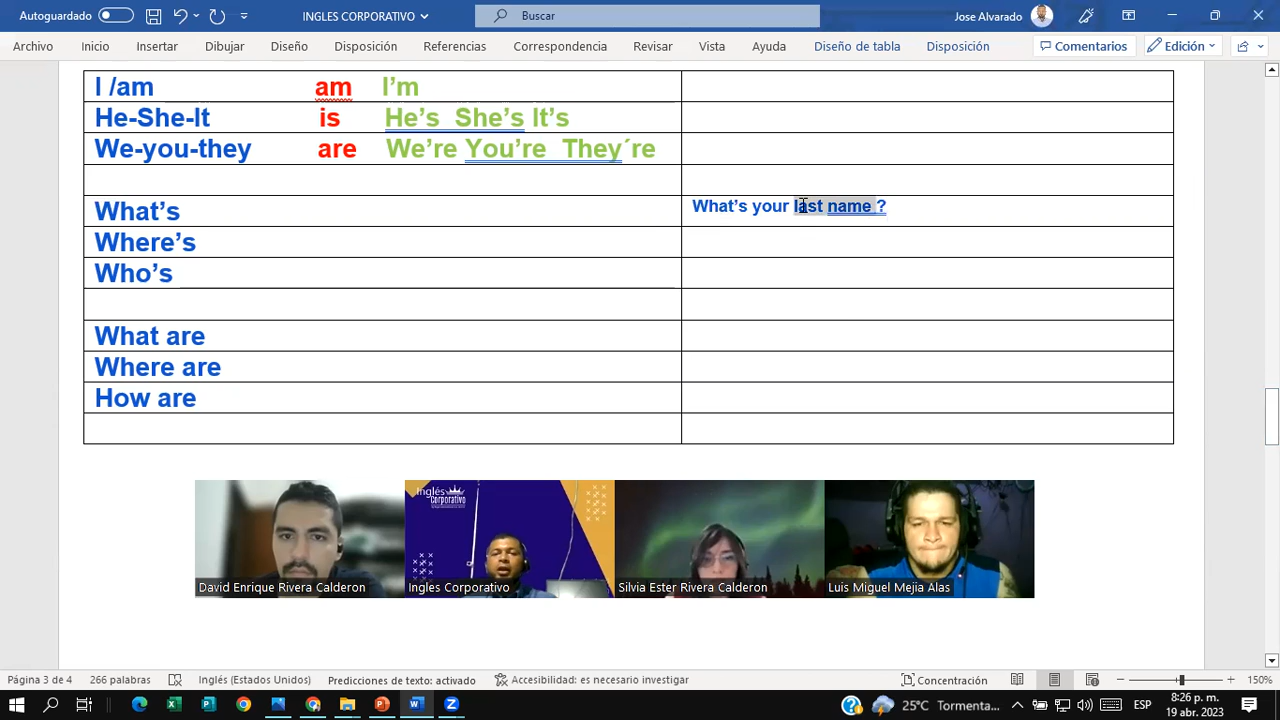 Autoguardado
INGLES CORPORATIVO
Buscar
Jose Alvarado
Archivo Inicio Insertar Dibujar Diseño Disposición Referencias Correspondencia Revisar Vista Ayuda Diseño de tabla Disposición Comentarios Edición
I /am am I’m
He-She-It is He’s She’s It’s
We-you-they are We’re You’re They´re
What’s What’s your last name ?
Where’s
Who’s
What are
Where are
How are
Inglés
Corporativo
David Enrique Rivera Calderon Ingles Corporativo Silvia Ester Rivera Calderon Luis Miguel Mejia Alas
Página 3 de 4 266 palabras Inglés (Estados Unidos) Predicciones de texto: activado Accesibilidad: es necesario investigar Concentración 150%
25°C Tormenta... ESP 8:26 p. m.
19 abr. 2023